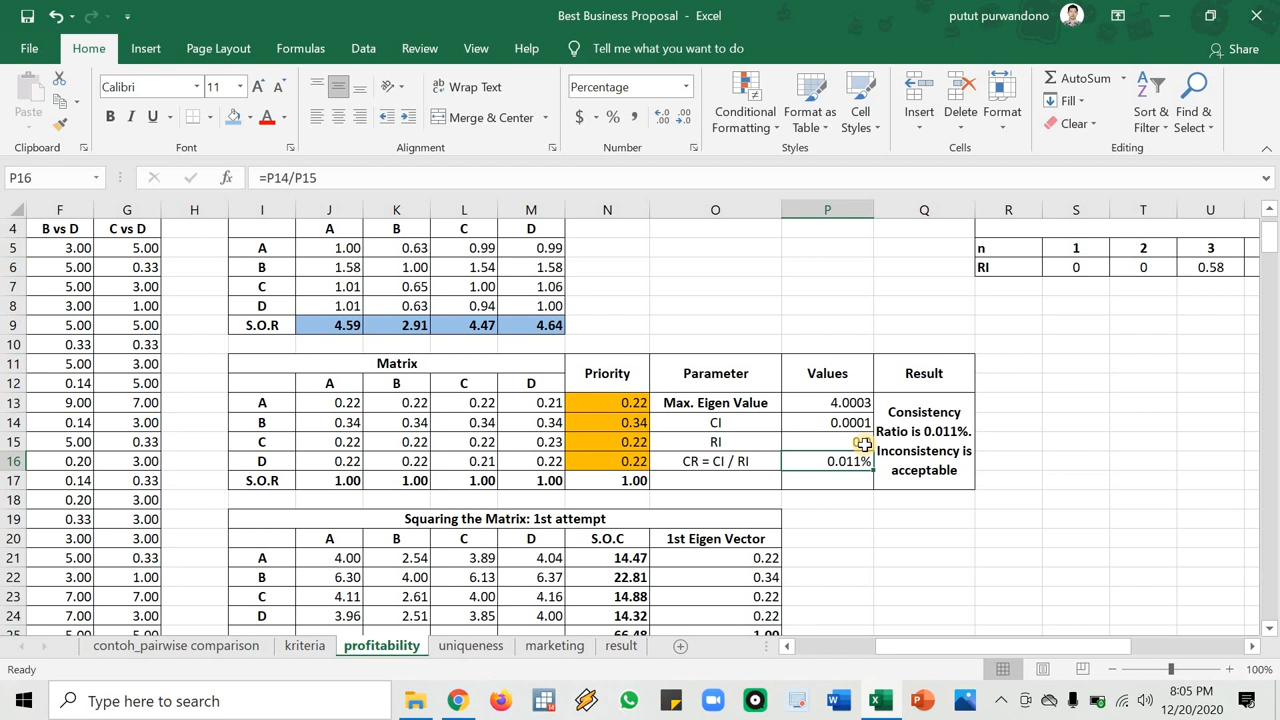 Best Business Proposal - Excel
putut purwandono
File Home Insert Page Layout Formulas Data Review View Help Tell me what you want to do Share
Paste
Clipboard
Calibri 11
B I U
Font
Wrap Text
Merge & Center
Alignment
Percentage
$ % ,
Number
Conditional Formatting
Format as Table
Cell Styles
Styles
Insert Delete Format
Cells
AutoSum
Fill
Clear
Sort & Filter
Find & Select
Editing
P16 fx =P14/P15
F G H I J K L M N O P Q R S T U
4 B vs D C vs D A B C D
5 3.00 5.00 A 1.00 0.63 0.99 0.99 n 1 2 3
6 5.00 0.33 B 1.58 1.00 1.54 1.58 RI 0 0 0.58
7 5.00 3.00 C 1.01 0.65 1.00 1.06
8 3.00 1.00 D 1.01 0.63 0.94 1.00
9 5.00 5.00 S.O.R 4.59 2.91 4.47 4.64
10 0.33 0.33
11 5.00 3.00 Matrix Priority Parameter Values Result
12 0.14 5.00 A B C D
13 9.00 7.00 A 0.22 0.22 0.22 0.21 0.22 Max. Eigen Value 4.0003
14 0.14 3.00 B 0.34 0.34 0.34 0.34 0.34 CI 0.0001
15 5.00 0.33 C 0.22 0.22 0.22 0.23 0.22 RI
16 0.20 3.00 D 0.22 0.22 0.21 0.22 0.22 CR = CI / RI 0.011%
17 0.14 0.33 S.O.R 1.00 1.00 1.00 1.00 1.00
Consistency
Ratio is 0.011%.
Inconsistency is
acceptable
18 0.20 3.00
19 0.33 3.00 Squaring the Matrix: 1st attempt
20 3.00 3.00 A B C D S.O.C 1st Eigen Vector
21 5.00 0.33 A 4.00 2.54 3.89 4.04 14.47 0.22
22 3.00 1.00 B 6.30 4.00 6.13 6.37 22.81 0.34
23 7.00 7.00 C 4.11 2.61 4.00 4.16 14.88 0.22
24 7.00 3.00 D 3.96 2.51 3.85 4.00 14.32 0.22
25 5.00 5.00 66.48 1.00
contoh_pairwise comparison kriteria profitability uniqueness marketing result
Ready
100%
Type here to search
8:05 PM
12/20/2020